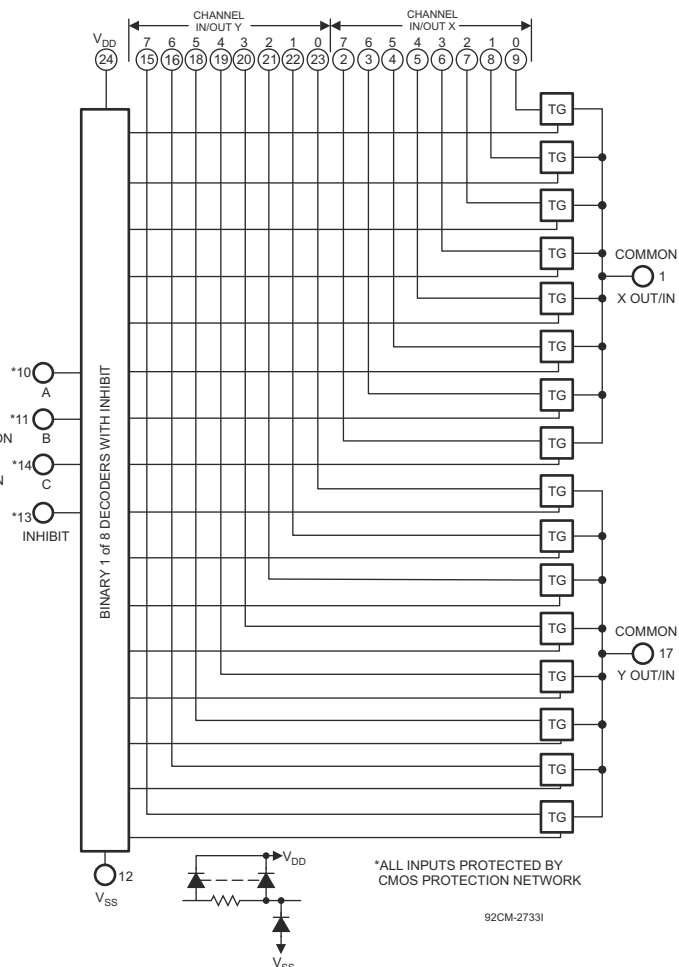 CHANNEL
IN/OUT Y
CHANNEL
IN/OUT X
VDD
7 6 5 4 3 2 1 0 7 6 5 4 3 2 1 0
24 15 16 18 19 20 21 22 23 2 3 4 5 6 7 8 9
TG
TG
TG
TG
COMMON
1
X OUT/IN
TG
TG
TG
TG
*10
A
*11
ON B
*14
N C
*13
INHIBIT
BINARY 1 of 8 DECODERS WITH INHIBIT
TG
TG
TG
TG
COMMON
17
Y OUT/IN
TG
TG
TG
TG
12
VSS
VDD
VSS
*ALL INPUTS PROTECTED BY
CMOS PROTECTION NETWORK
92CM-2733I